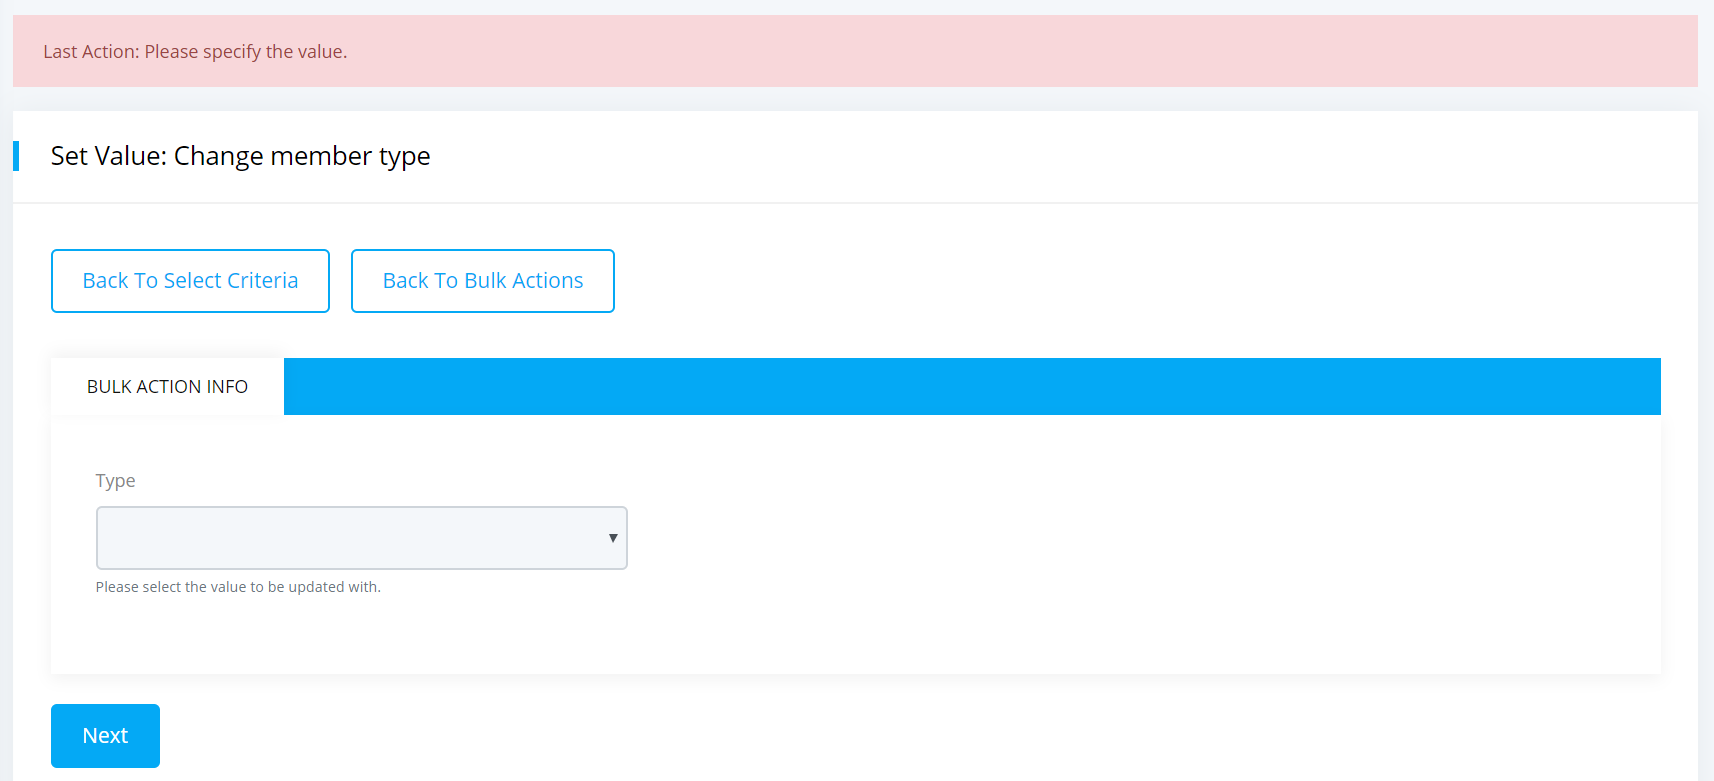 Last Action: Please specify the value.
Set Value: Change member type
Back To Select Criteria
Back To Bulk Actions
BULK ACTION INFO
Type
Please select the value to be updated with.
Next